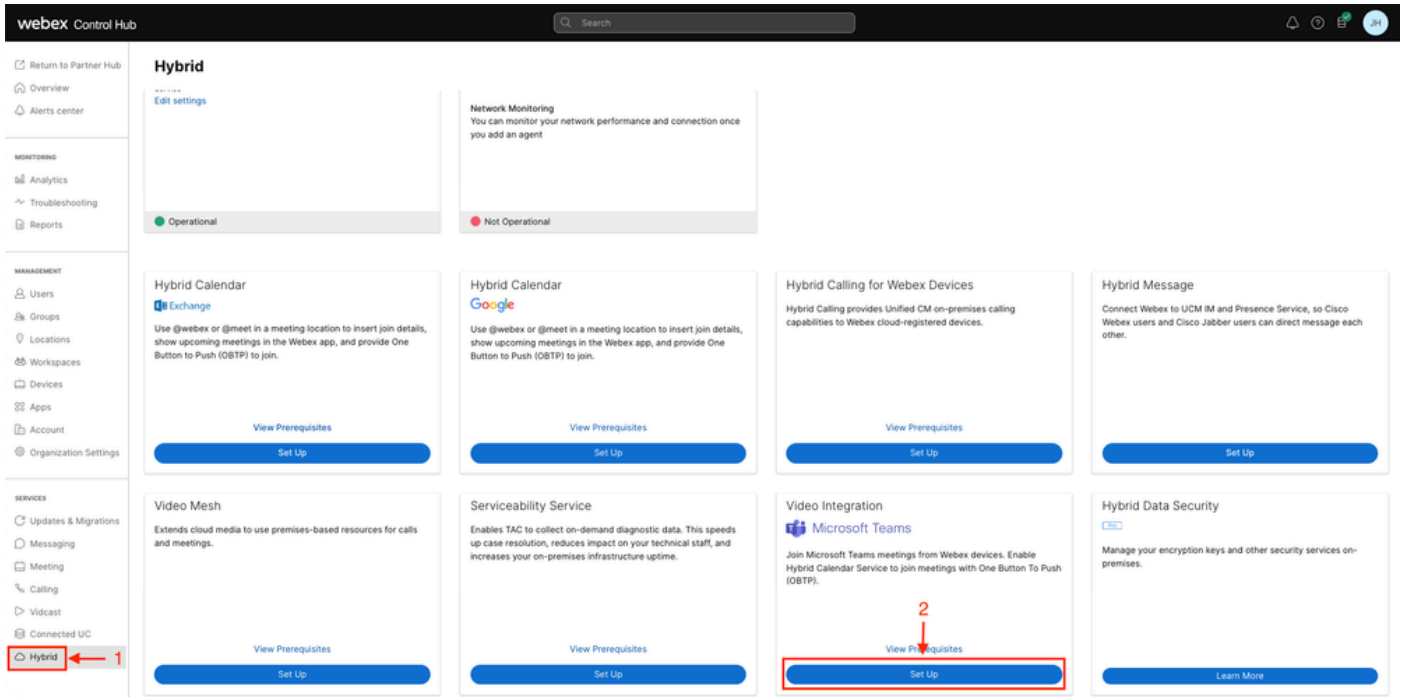 webex Control Hub
Search
JH
Return to Partner Hub
Overview
Alerts center
MONITORING
Analytics
Troubleshooting
Reports
MANAGEMENT
Users
Groups
Locations
Workspaces
Devices
Apps
Account
Organization Settings
SERVICES
Updates & Migrations
Messaging
Meeting
Calling
Vidcast
Connected UC
Hybrid
1
Hybrid
Edit settings
Operational
Network Monitoring
You can monitor your network performance and connection once
you add an agent
Not Operational
Hybrid Calendar
Exchange
Use @webex or @meet in a meeting location to insert join details,
show upcoming meetings in the Webex app, and provide One
Button to Push (OBTP) to join.
View Prerequisites
Set Up
Hybrid Calendar
Google
Use @webex or @meet in a meeting location to insert join details,
show upcoming meetings in the Webex app, and provide One
Button to Push (OBTP) to join.
View Prerequisites
Set Up
Hybrid Calling for Webex Devices
Hybrid Calling provides Unified CM on-premises calling
capabilities to Webex cloud-registered devices.
View Prerequisites
Set Up
Hybrid Message
Connect Webex to UCM IM and Presence Service, so Cisco
Webex users and Cisco Jabber users can direct message each
other.
Set Up
Video Mesh
Extends cloud media to use premises-based resources for calls
and meetings.
View Prerequisites
Set Up
Serviceability Service
Enables TAC to collect on-demand diagnostic data. This speeds
up case resolution, reduces impact on your technical staff, and
increases your on-premises infrastructure uptime.
View Prerequisites
Set Up
Video Integration
Microsoft Teams
Join Microsoft Teams meetings from Webex devices. Enable
Hybrid Calendar Service to join meetings with One Button To Push
(OBTP).
2
View Prerequisites
Set Up
Hybrid Data Security
Manage your encryption keys and other security services on-
premises.
Learn More